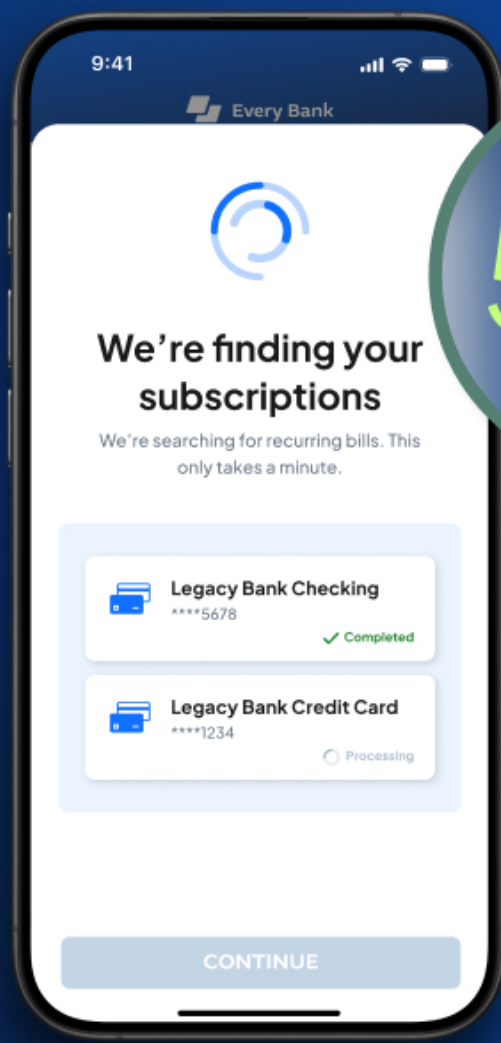 9:41
Every Bank
We’re finding your
subscriptions
We’re searching for recurring bills. This
only takes a minute.
Legacy Bank Checking
****5678
Completed
Legacy Bank Credit Card
****1234
Processing
CONTINUE